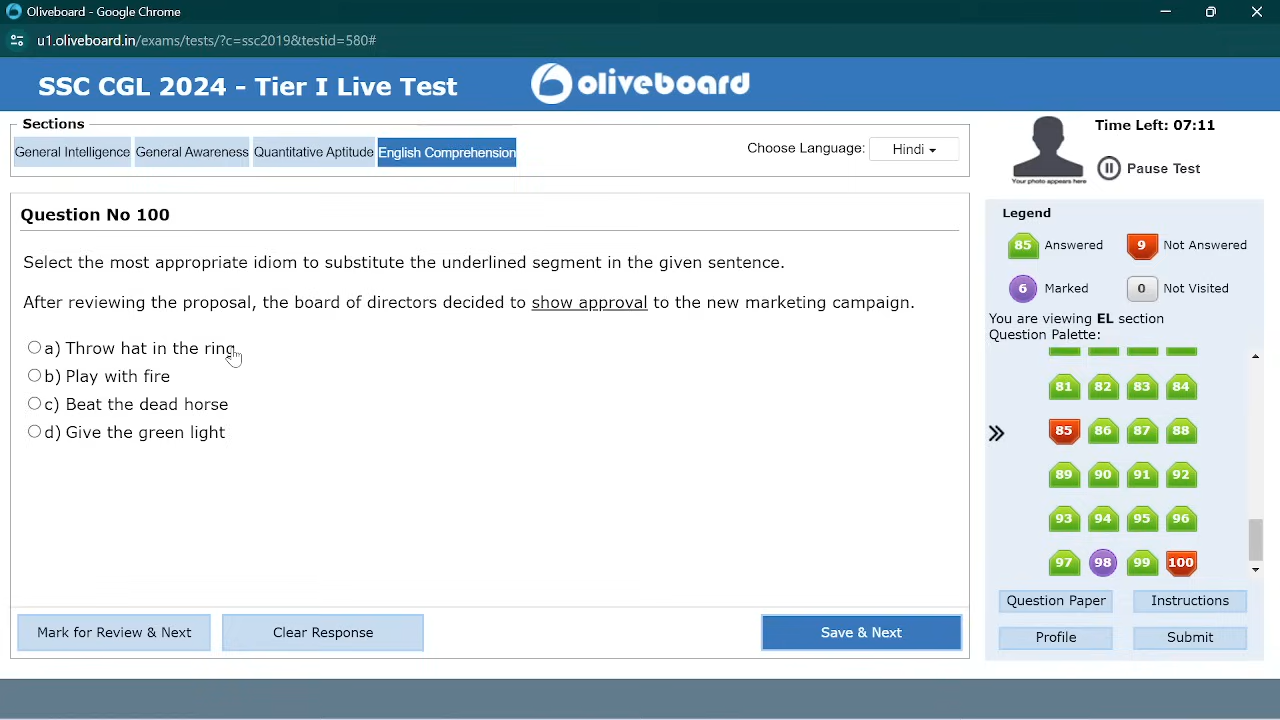 Oliveboard - Google Chrome
u1.oliveboard.in/exams/tests/?c=ssc2019&testid=580#
SSC CGL 2024 - Tier I Live Test
oliveboard
Sections
General Intelligence General Awareness Quantitative Aptitude English Comprehension
Choose Language: Hindi
Your photo appears here
Time Left: 07:11
Pause Test
Question No 100
Select the most appropriate idiom to substitute the underlined segment in the given sentence.
After reviewing the proposal, the board of directors decided to show approval to the new marketing campaign.
a) Throw hat in the ring
b) Play with fire
c) Beat the dead horse
d) Give the green light
Mark for Review & Next
Clear Response
Save & Next
Legend
85 Answered 9 Not Answered
6 Marked 0 Not Visited
You are viewing EL section
Question Palette:
81 82 83 84
85 86 87 88
89 90 91 92
93 94 95 96
97 98 99 100
Question Paper Instructions
Profile Submit